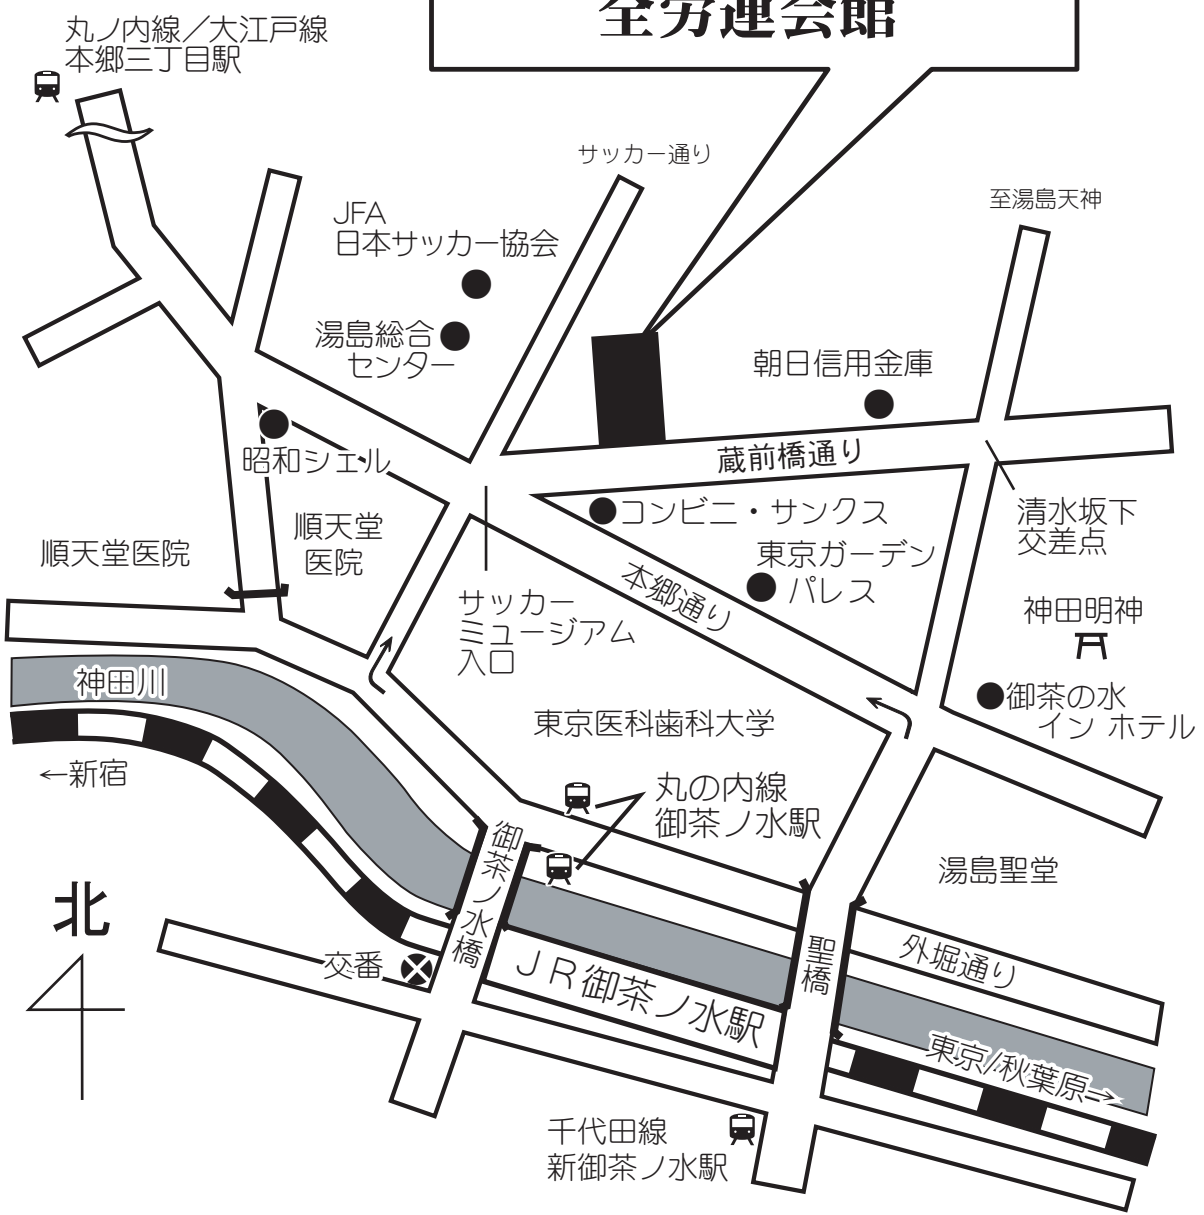 全労連会館
丸ノ内線／大江戸線
本郷三丁目駅
サッカー通り
至湯島天神
JFA
日本サッカー協会
湯島総合
センター
朝日信用金庫
昭和シェル
蔵前橋通り
順天堂医院
順天堂
医院
コンビニ・サンクス
東京ガーデン
パレス
清水坂下
交差点
本郷通り
サッカー
ミュージアム
入口
神田明神
御茶の水
イン ホテル
神田川
東京医科歯科大学
←新宿
丸の内線
御茶ノ水駅
御茶ノ水橋
湯島聖堂
北
交番
JR御茶ノ水駅
聖橋
外堀通り
東京/秋葉原→
千代田線
新御茶ノ水駅